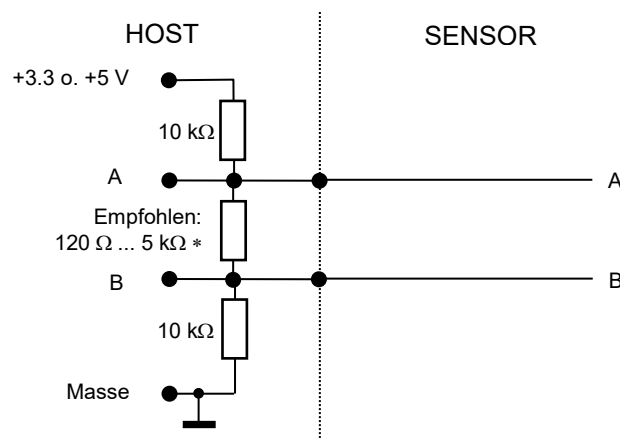 HOST
SENSOR
+3.3 o. +5 V
10 kΩ
A
A
Empfohlen:
120 Ω ... 5 kΩ *
B
B
10 kΩ
Masse